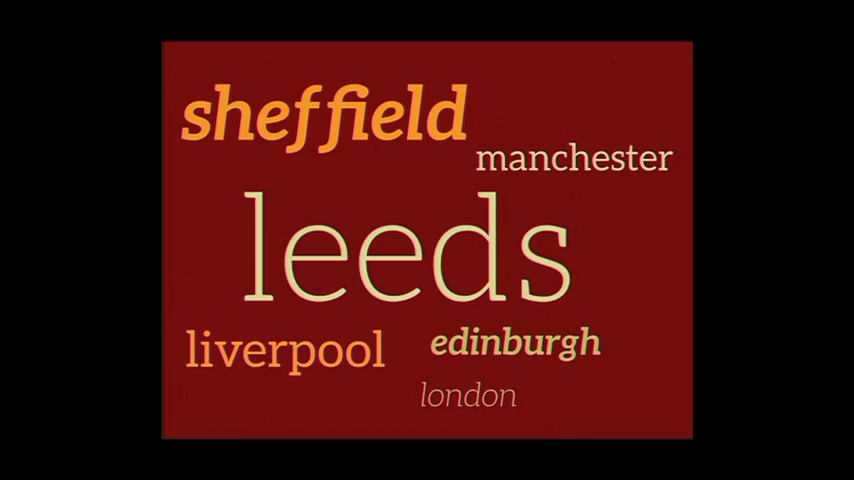 sheffield
manchester
leeds
liverpool
edinburgh
london